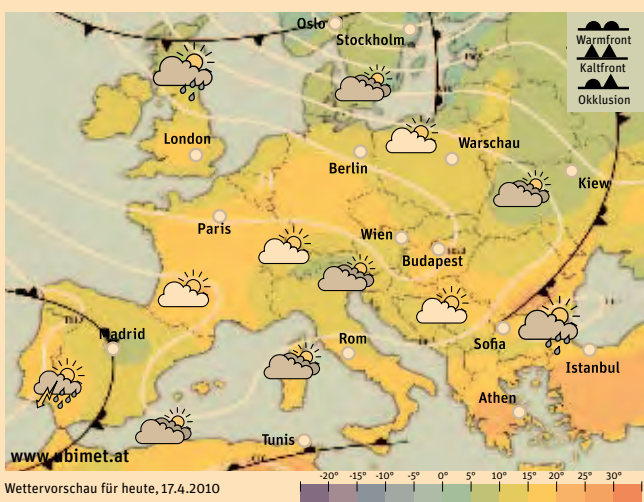 Oslo
Stockholm
Warmfront
Kaltfront
Okklusion
London
Warschau
Berlin
Kiew
Paris
Wien
Budapest
Madrid
Rom
Sofia
Istanbul
Athen
Tunis
www.ubimet.at
Wettervorschau für heute, 17.4.2010
-20° -15° -10° -5° 0° 5° 10° 15° 20° 25° 30°